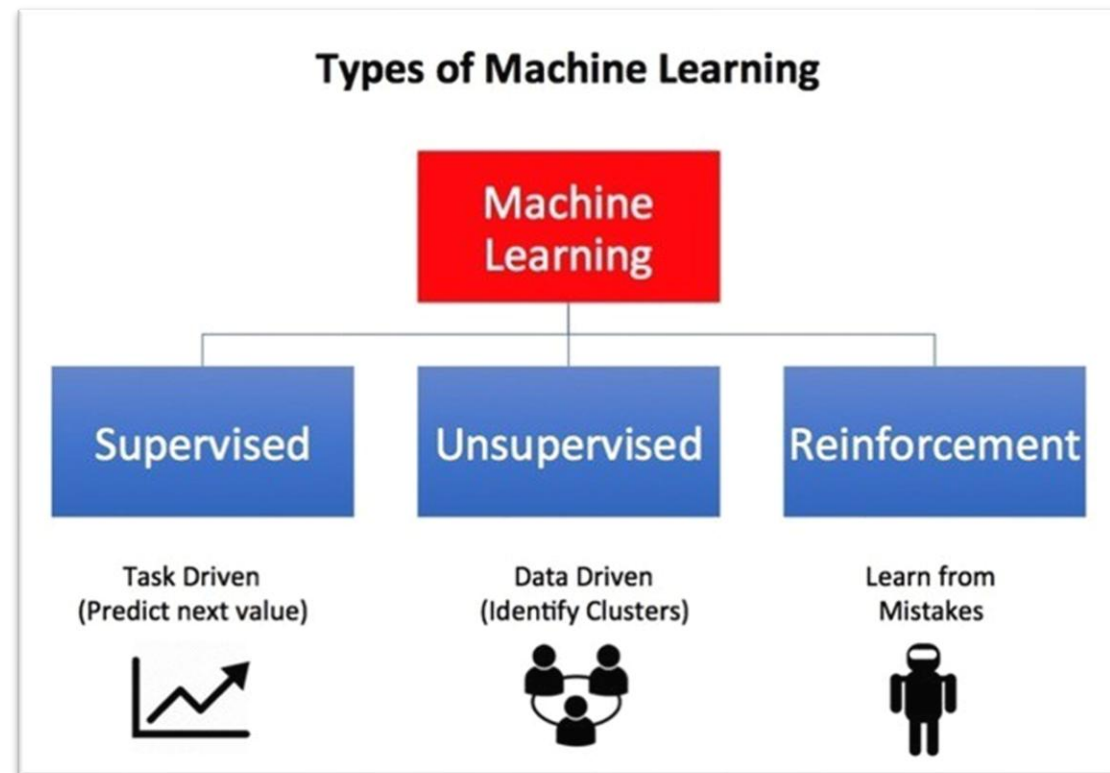 Types of Machine Learning
Machine
Learning
Supervised
Unsupervised
Reinforcement
Task Driven
(Predict next value)
Data Driven
(Identify Clusters)
Learn from
Mistakes